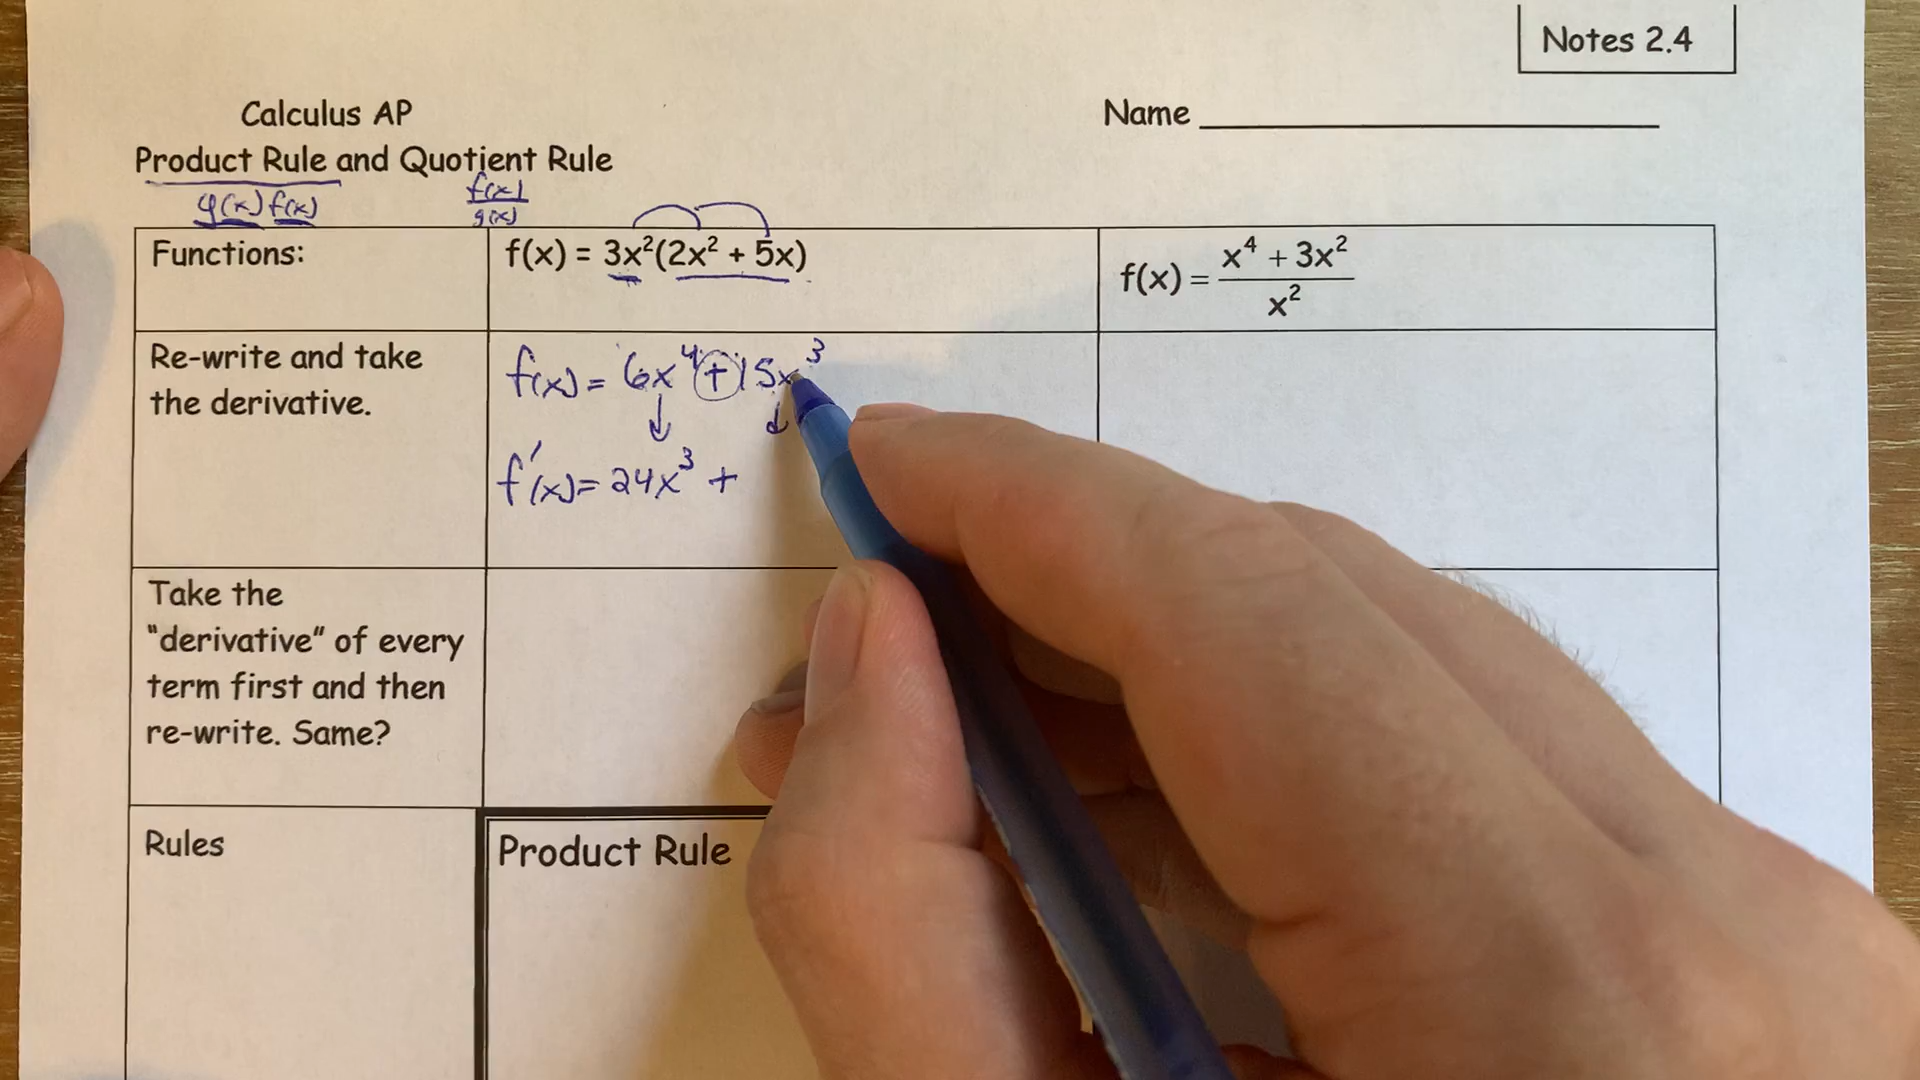 Notes 2.4
Calculus AP
Name
Product Rule and Quotient Rule
g(x) f(x)
f(x)
g(x)
Functions:
f(x) = 3x²(2x² + 5x)
f(x) = x⁴ + 3x²
x²
Re-write and take
the derivative.
f(x) = 6x⁴ + 15x³
f'(x) = 24x³ +
Take the
"derivative" of every
term first and then
re-write. Same?
Rules
Product Rule